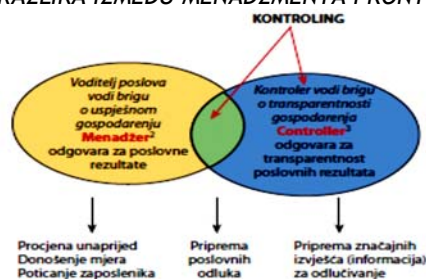 RAZLIKA IZMEĐU MENADŽMENTA I KONT
KONTROLING
Voditelj poslova
vodi brigu
o uspješnom
gospodarenju
Menadžer²
odgovara za poslovne
rezultate
Kontroler vodi brigu
o transparentnosti
gospodarenja
Controller³
odgovara za
transparentnost
poslovnih rezultata
Procjena unaprijed
Donošenje mjera
Poticanje zaposlenika
Priprema
poslovnih
odluka
Priprema značajnih
izvješća (informacija)
za odlučivanje